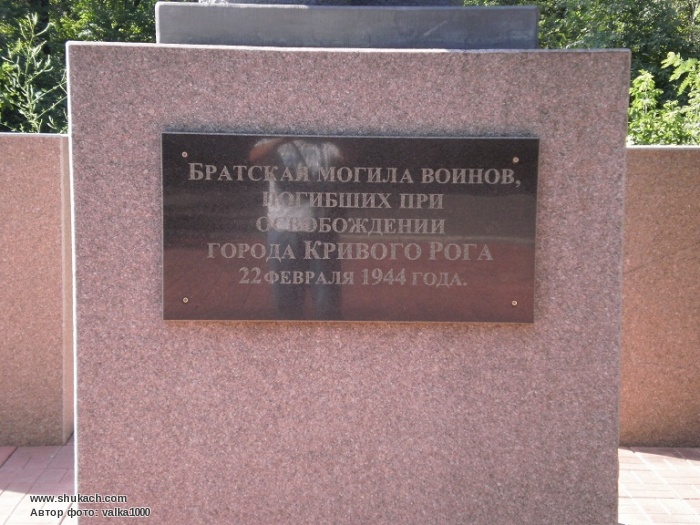 Братская могила воинов,
погибших при
освобождении
города Кривого Рога
22 февраля 1944 года.
www.shukach.com
Автор фото: valka1000